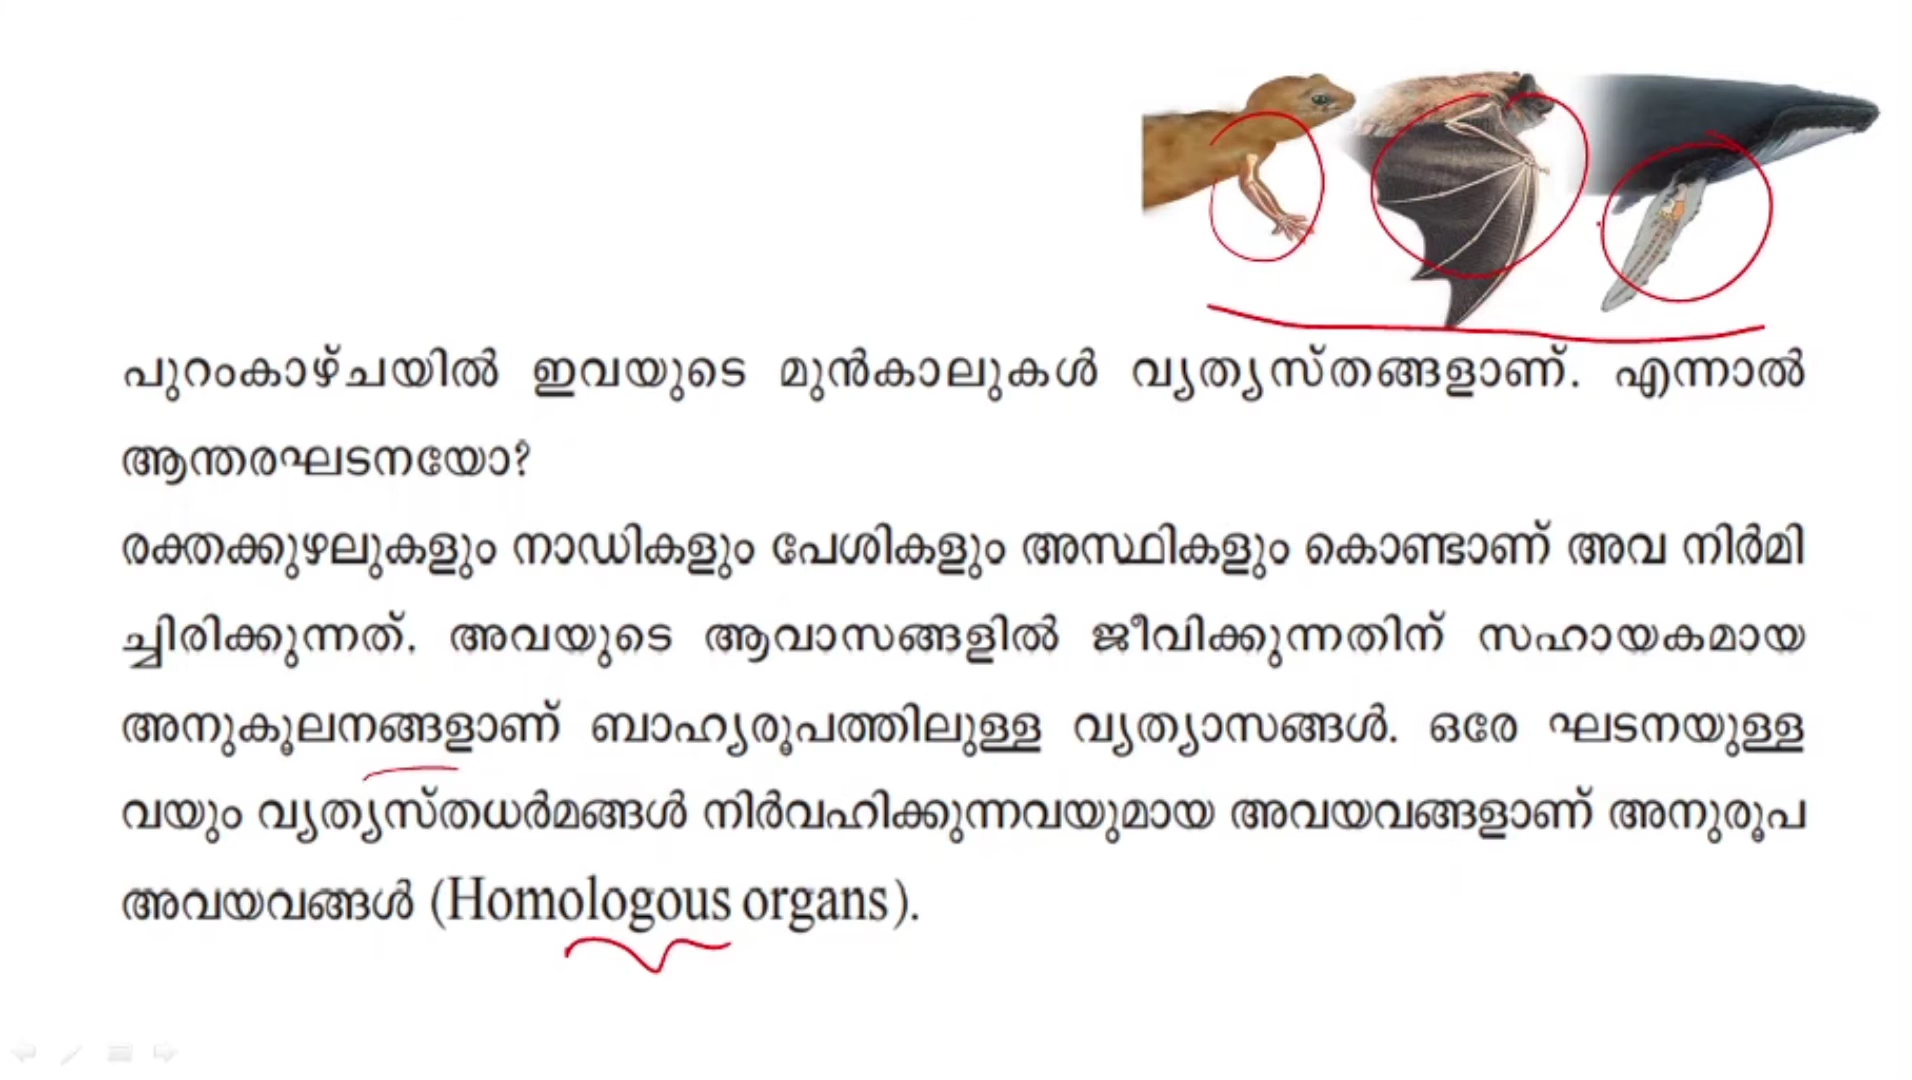 പുറംകാഴ്ചയിൽ ഇവയുടെ മുൻകാലുകൾ വ്യത്യസ്തങ്ങളാണ്. എന്നാൽ
ആന്തരഘടനയോ?
രക്തക്കുഴലുകളും നാഡികളും പേശികളും അസ്ഥികളും കൊണ്ടാണ് അവ നിർമി
ച്ചിരിക്കുന്നത്. അവയുടെ ആവാസങ്ങളിൽ ജീവിക്കുന്നതിന് സഹായകമായ
അനുകൂലനങ്ങളാണ് ബാഹ്യരൂപത്തിലുള്ള വ്യത്യാസങ്ങൾ. ഒരേ ഘടനയുള്ള
വയും വ്യത്യസ്തധർമങ്ങൾ നിർവഹിക്കുന്നവയുമായ അവയവങ്ങളാണ് അനുരൂപ
അവയവങ്ങൾ (Homologous organs).